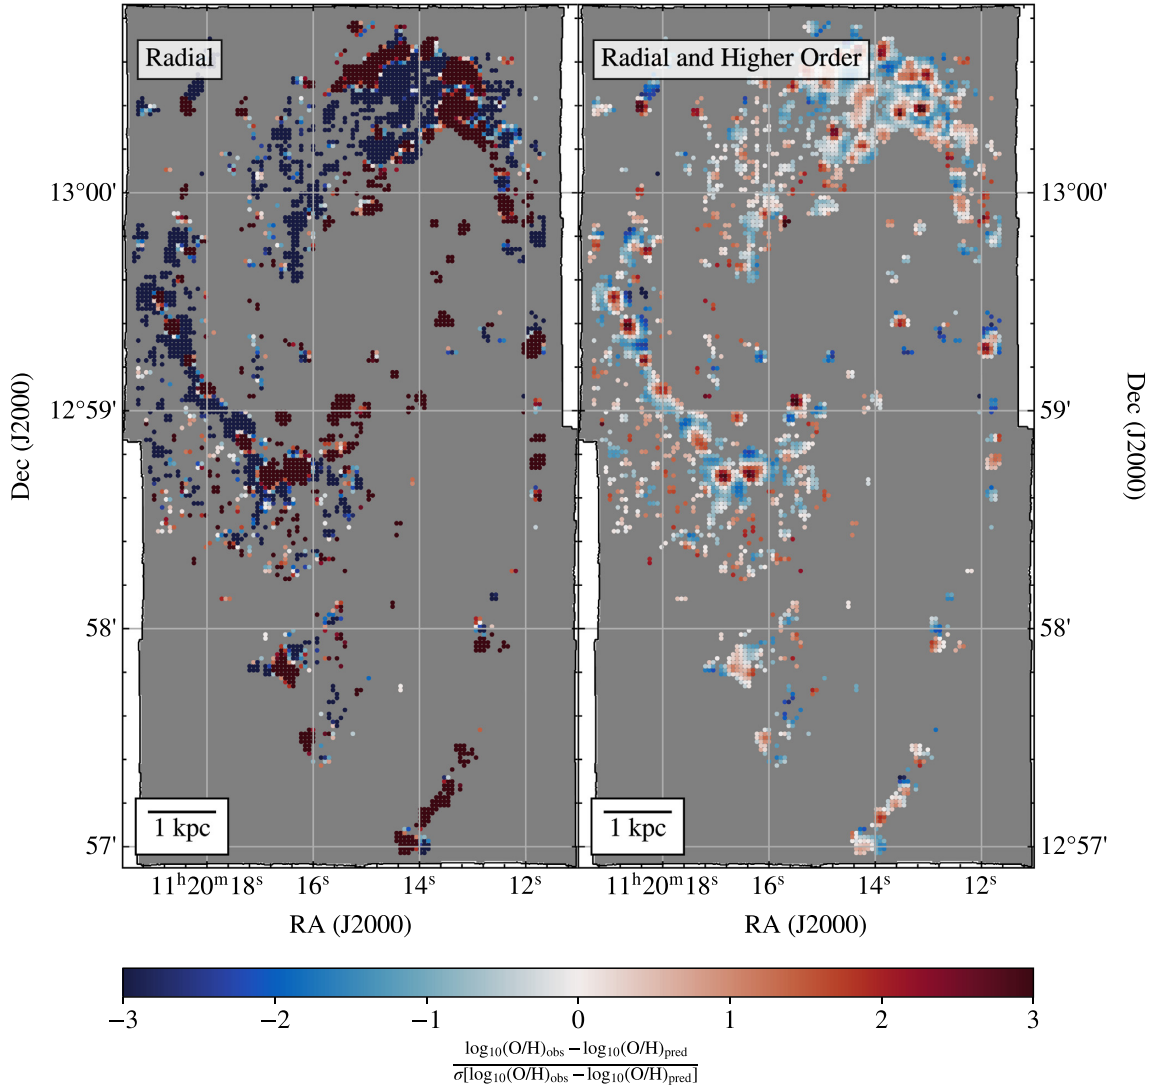 Radial
Radial and Higher Order
13°00'
13°00'
12°59'
59'
58'
58'
57'
12°57'
Dec (J2000)
Dec (J2000)
1 kpc
1 kpc
11ʰ20ᵐ18ˢ 16ˢ 14ˢ 12ˢ
11ʰ20ᵐ18ˢ 16ˢ 14ˢ 12ˢ
RA (J2000)
RA (J2000)
−3 −2 −1 0 1 2 3
log₁₀(O/H)obs − log₁₀(O/H)pred
σ[log₁₀(O/H)obs − log₁₀(O/H)pred]